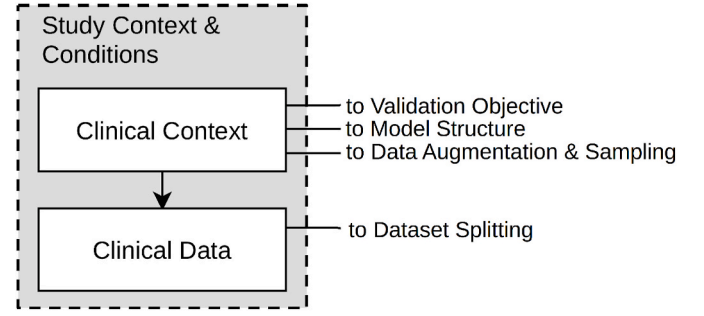 Study Context &
Conditions
Clinical Context
to Validation Objective
to Model Structure
to Data Augmentation & Sampling
Clinical Data
to Dataset Splitting